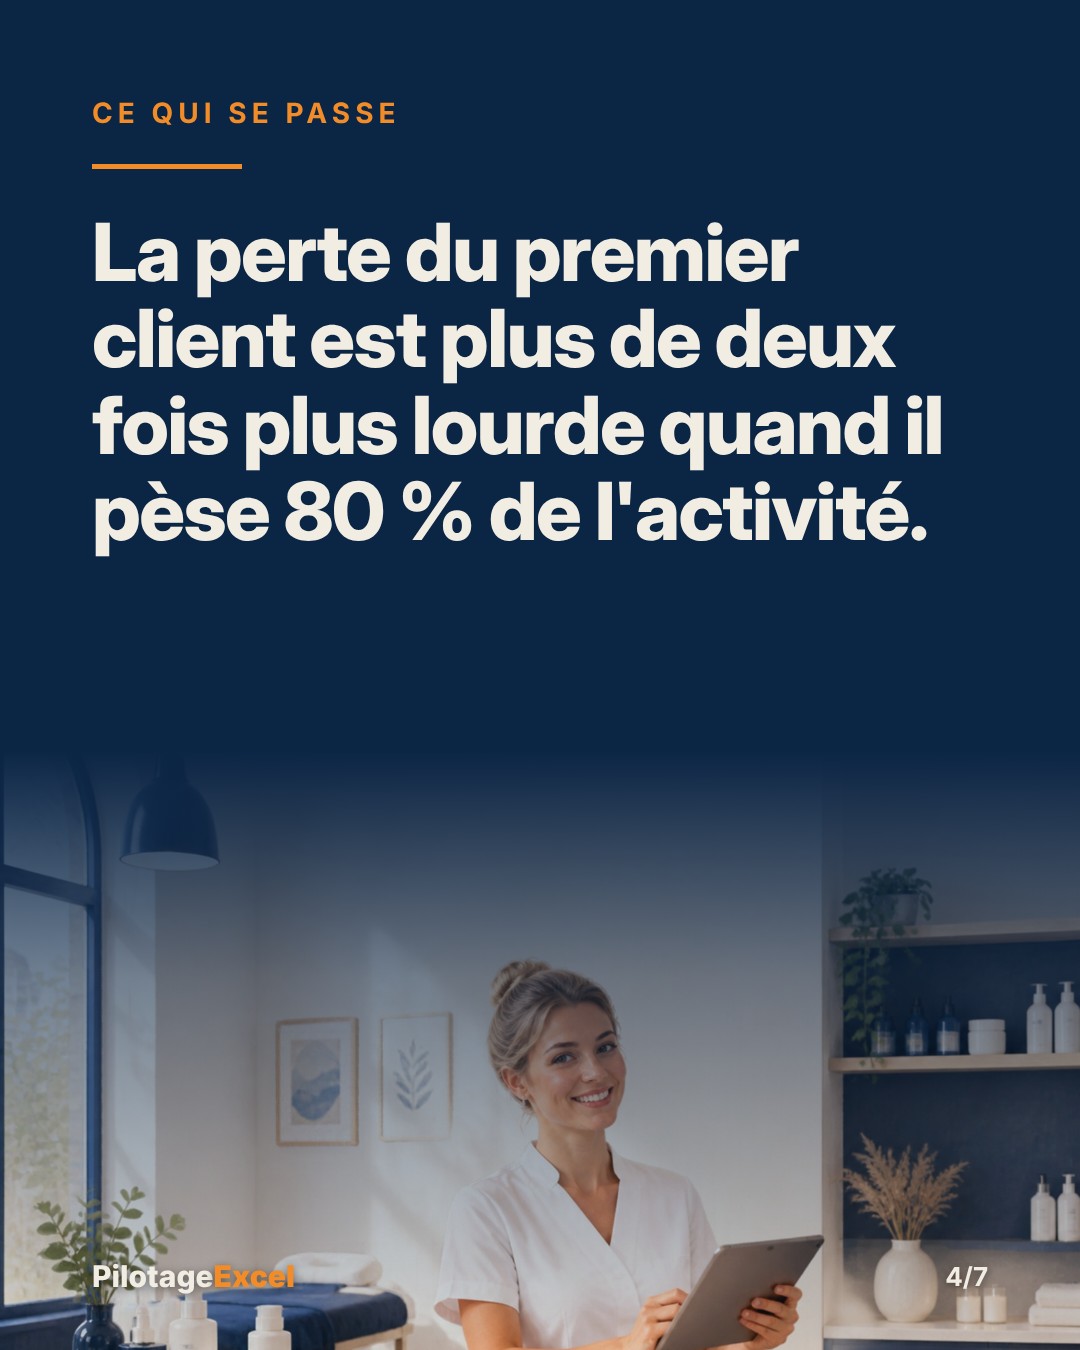 CE QUI SE PASSE
La perte du premier
client est plus de deux
fois plus lourde quand il
pèse 80 % de l'activité.
PilotageExcel
4/7